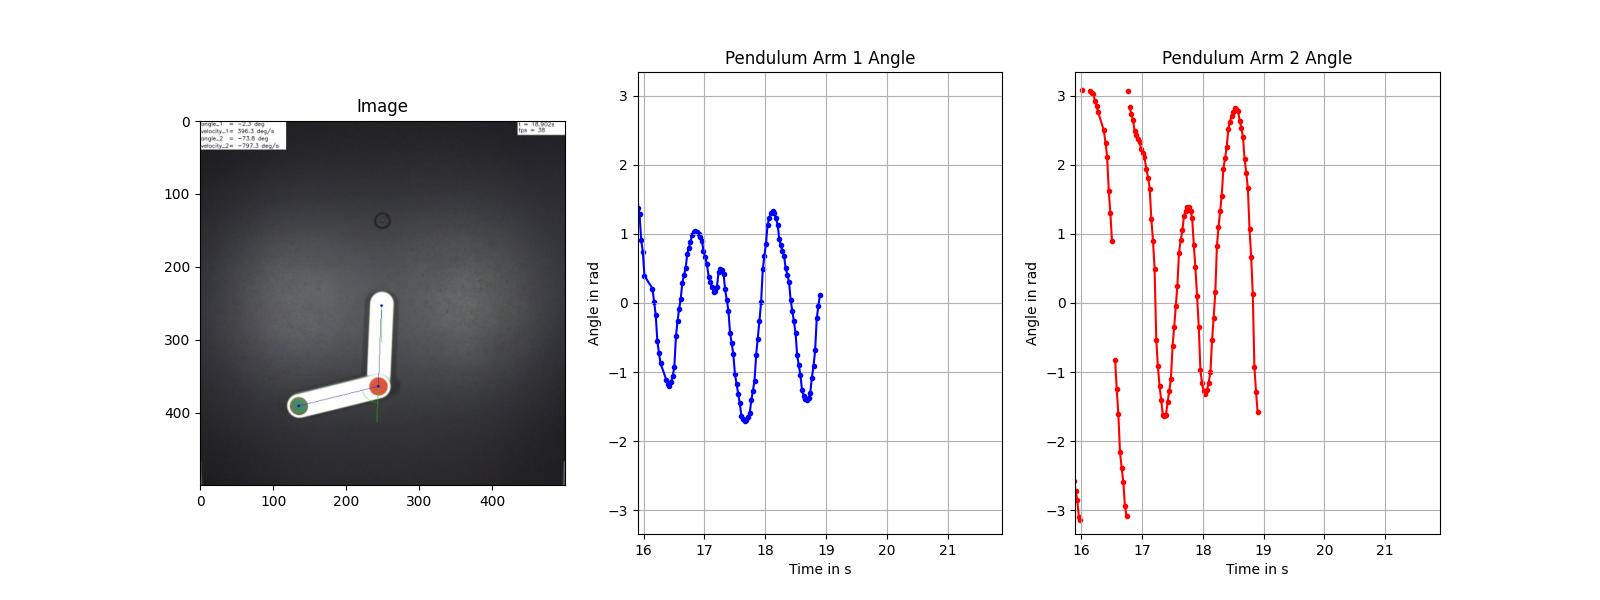 Image
angle_1 = -2.3 deg
velocity_1= 396.3 deg/s
angle_2 = -73.8 deg
velocity_2= -797.3 deg/s
t = 18.902s
fps = 38
0
100
200
300
400
0 100 200 300 400
Pendulum Arm 1 Angle
Angle in rad
3
2
1
0
−1
−2
−3
16 17 18 19 20 21
Time in s
Pendulum Arm 2 Angle
Angle in rad
3
2
1
0
−1
−2
−3
16 17 18 19 20 21
Time in s